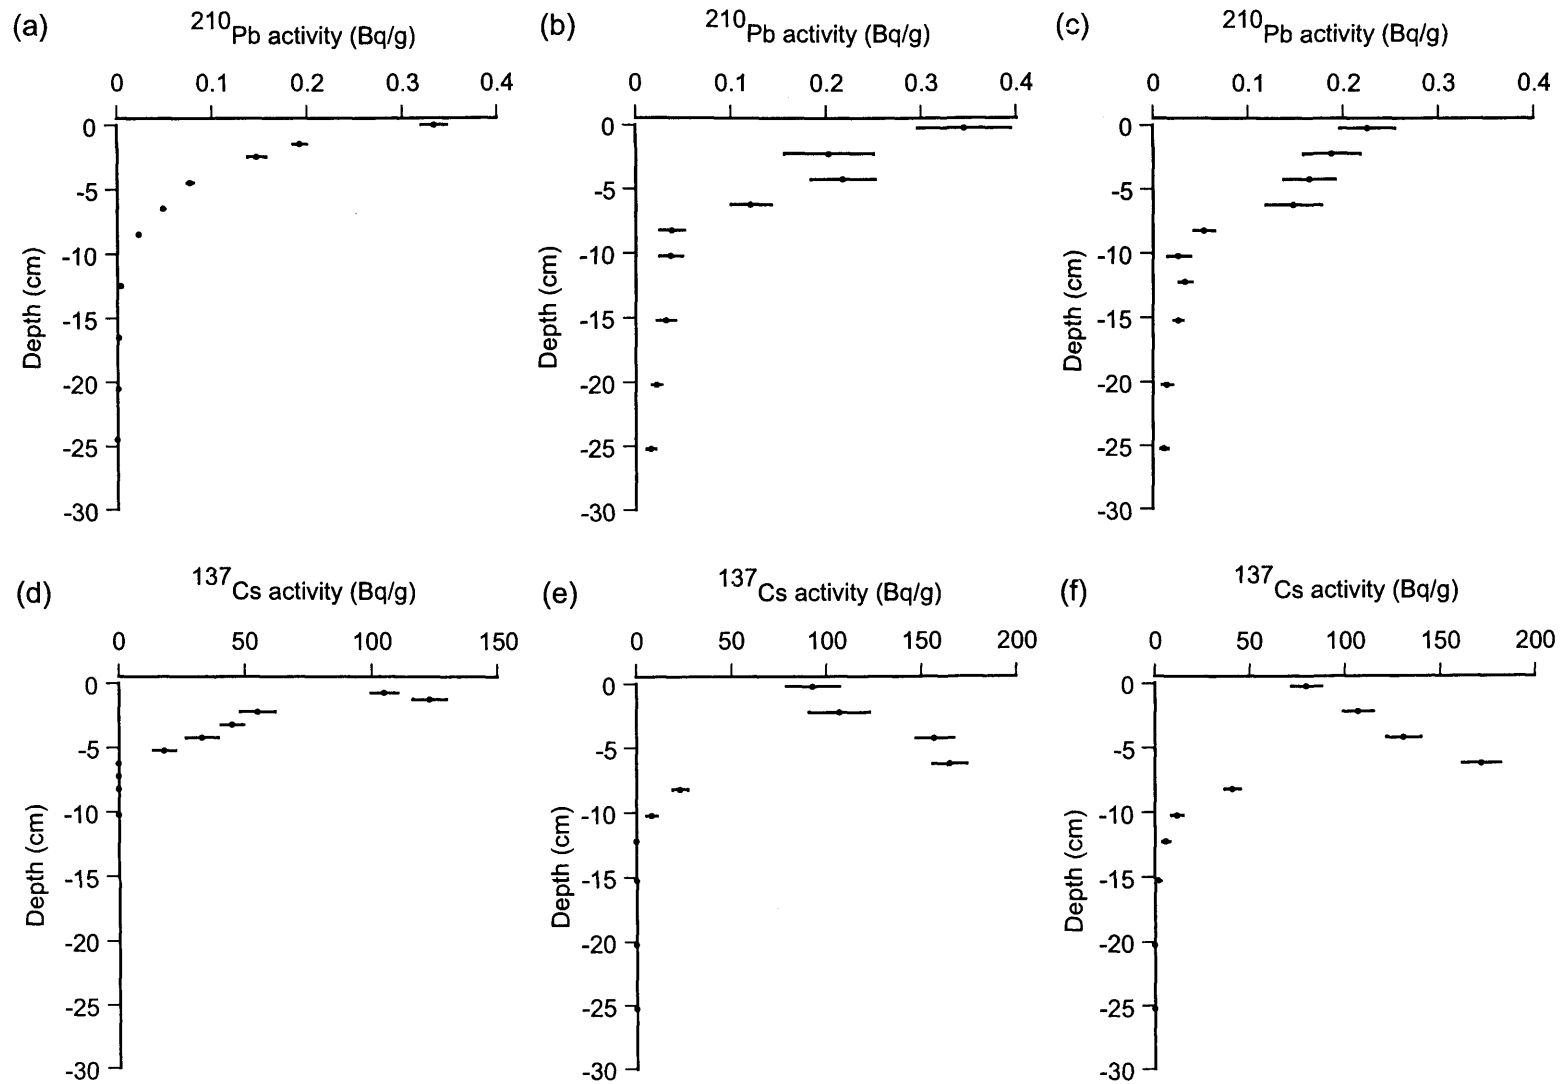 (a) 210Pb activity (Bq/g)
0 0.1 0.2 0.3 0.4
0
-5
-10
-15
-20
-25
-30
Depth (cm)
(b) 210Pb activity (Bq/g)
0 0.1 0.2 0.3 0.4
0
-5
-10
-15
-20
-25
-30
Depth (cm)
(c) 210Pb activity (Bq/g)
0 0.1 0.2 0.3 0.4
0
-5
-10
-15
-20
-25
-30
Depth (cm)
(d) 137Cs activity (Bq/g)
0 50 100 150
0
-5
-10
-15
-20
-25
-30
Depth (cm)
(e) 137Cs activity (Bq/g)
0 50 100 150 200
0
-5
-10
-15
-20
-25
-30
Depth (cm)
(f) 137Cs activity (Bq/g)
0 50 100 150 200
0
-5
-10
-15
-20
-25
-30
Depth (cm)